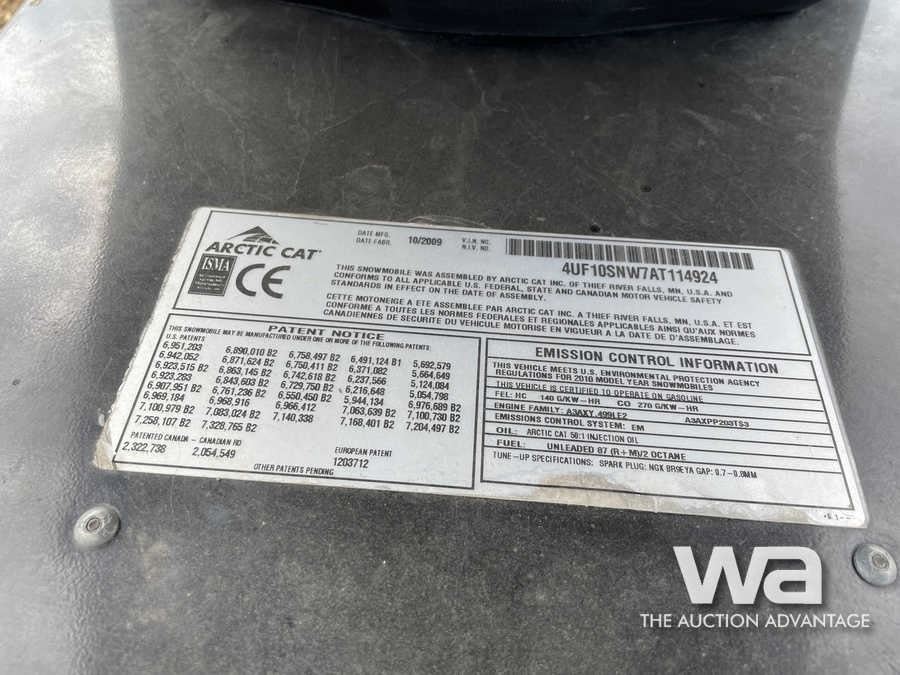 ARCTIC CAT
ISMA
CE
DATE MFG. 10/2009 V.I.N. NO.
DATE FABR. N.I.V. NO.
4UF10SNW7AT114924
THIS SNOWMOBILE WAS ASSEMBLED BY ARCTIC CAT INC. OF THIEF RIVER FALLS, MN, U.S.A. AND
CONFORMS TO ALL APPLICABLE U.S. FEDERAL, STATE AND CANADIAN MOTOR VEHICLE SAFETY
STANDARDS IN EFFECT ON THE DATE OF ASSEMBLY.
CETTE MOTONEIGE A ETE ASSEMBLEE PAR ARCTIC CAT INC. A THIEF RIVER FALLS, MN, U.S.A. ET EST
CONFORME A TOUTES LES NORMES FEDERALES ET REGIONALES APPLICABLES AINSI QU'AUX NORMES
CANADIENNES DE SECURITE DU VEHICULE MOTORISE EN VIGUEUR A LA DATE D'ASSEMBLAGE.
PATENT NOTICE
THIS SNOWMOBILE MAY BE MANUFACTURED UNDER ONE OR MORE OF THE FOLLOWING PATENTS:
U.S. PATENTS
6,951,203 6,890,010 B2 6,758,497 B2 6,491,124 B1 5,692,579
6,942,052 6,871,624 B2 6,750,411 B2 6,371,082 5,664,649
6,923,515 B2 6,863,145 B2 6,742,618 B2 6,237,566 5,124,084
6,923,283 6,843,603 B2 6,729,750 B2 6,216,648 5,054,798
6,907,951 B2 6,761,236 B2 6,550,450 B2 5,944,134 6,976,689 B2
6,969,184 6,968,916 6,966,412 7,063,639 B2 7,100,730 B2
7,100,979 B2 7,083,024 B2 7,140,338 7,168,401 B2 7,204,497 B2
7,258,107 B2 7,328,765 B2
PATENTED CANADA - CANADIAN RD EUROPEAN PATENT
2,322,738 2,054,549 1203712
OTHER PATENTS PENDING
EMISSION CONTROL INFORMATION
THIS VEHICLE MEETS U.S. ENVIRONMENTAL PROTECTION AGENCY
REGULATIONS FOR 2010 MODEL YEAR SNOWMOBILES
THIS VEHICLE IS CERTIFIED TO OPERATE ON GASOLINE
FEL: HC 140 G/KW-HR CO 270 G/KW-HR
ENGINE FAMILY: A3AXY.499LE2 A3AXPP203TS3
EMISSIONS CONTROL SYSTEM: EM
OIL: ARCTIC CAT 50:1 INJECTION OIL
FUEL: UNLEADED 87 (R+M)/2 OCTANE
TUNE-UP SPECIFICATIONS: SPARK PLUG: NGK BR9EYA GAP: 0.7-0.8MM
wa
THE AUCTION ADVANTAGE